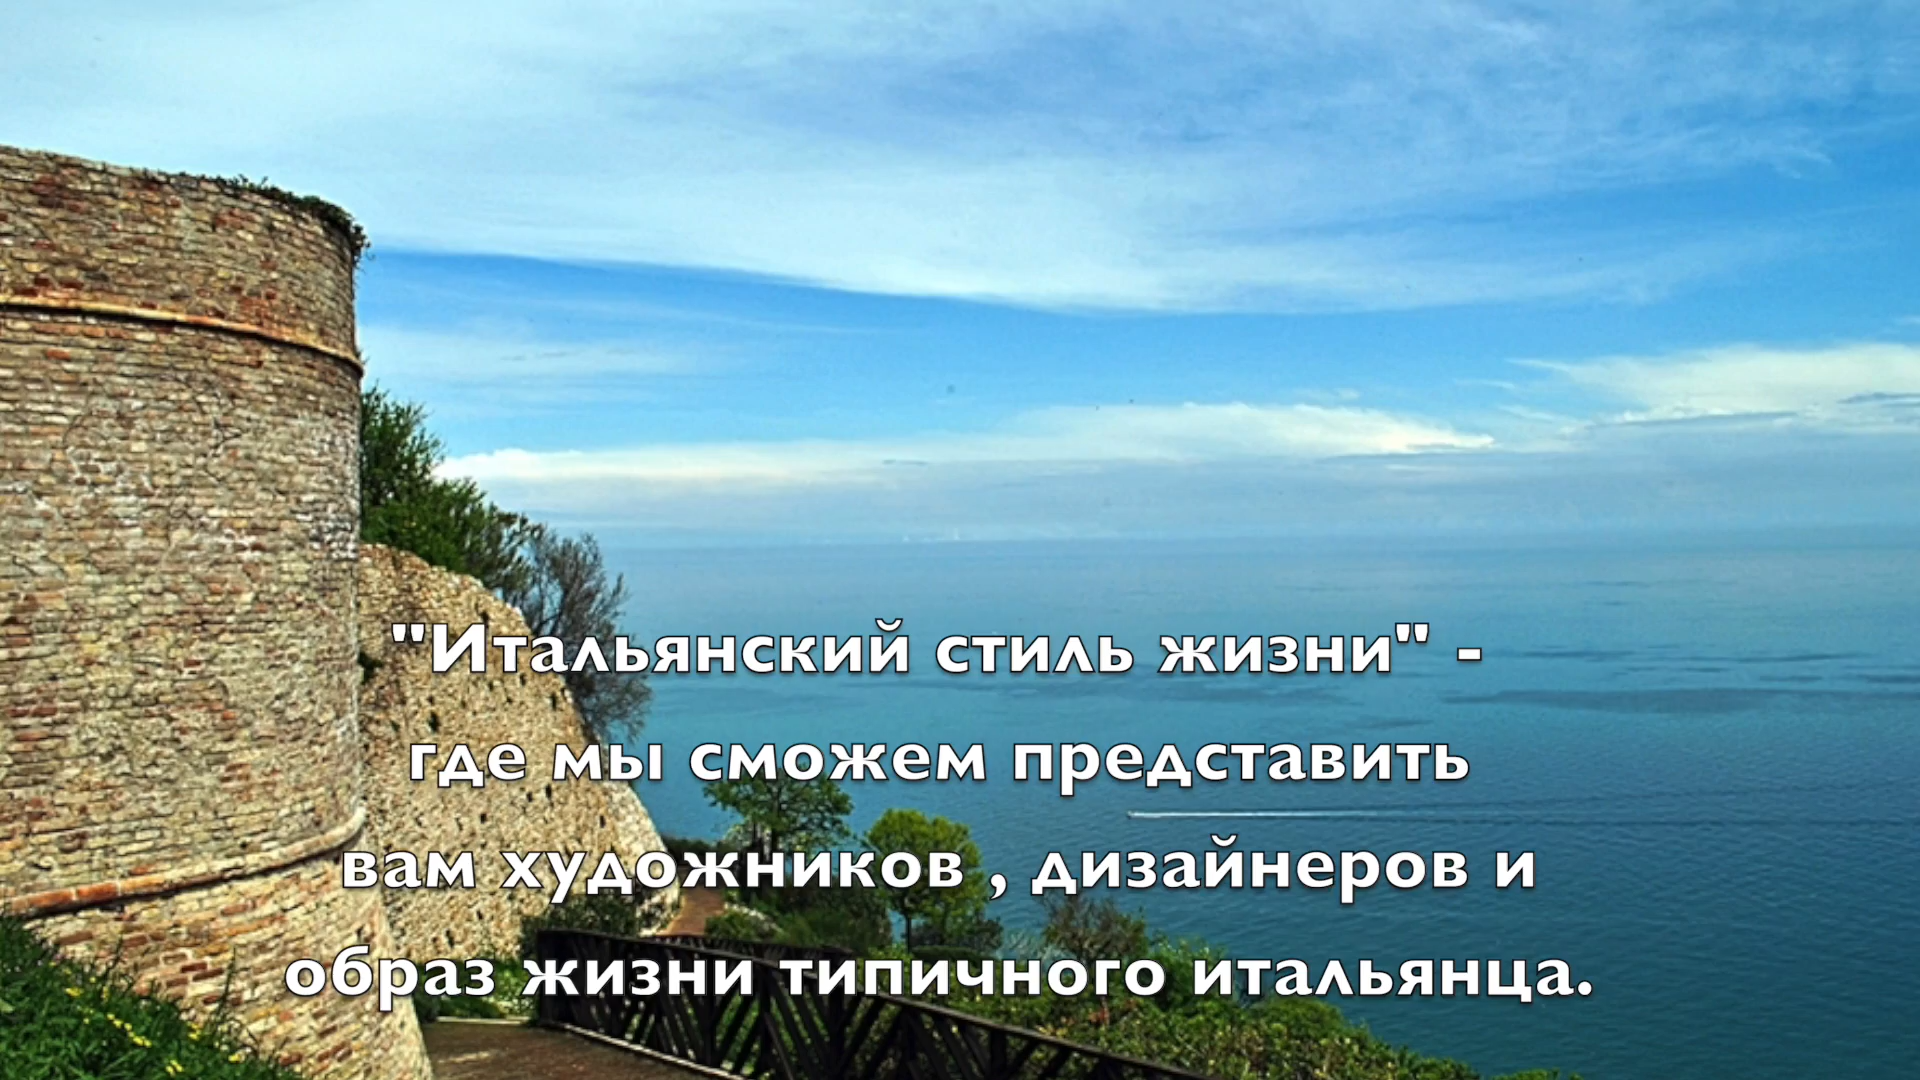 "Итальянский стиль жизни" -
где мы сможем представить
вам художников , дизайнеров и
образ жизни типичного итальянца.